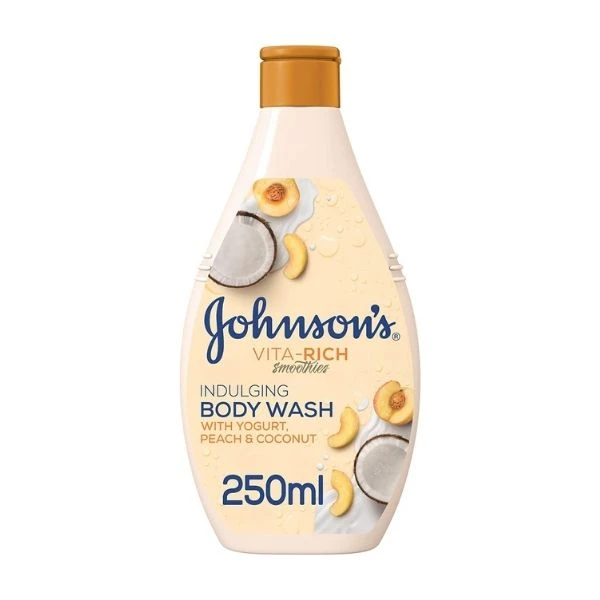 Johnson's®
VITA-RICH
smoothies
INDULGING
BODY WASH
WITH YOGURT,
PEACH & COCONUT
250ml